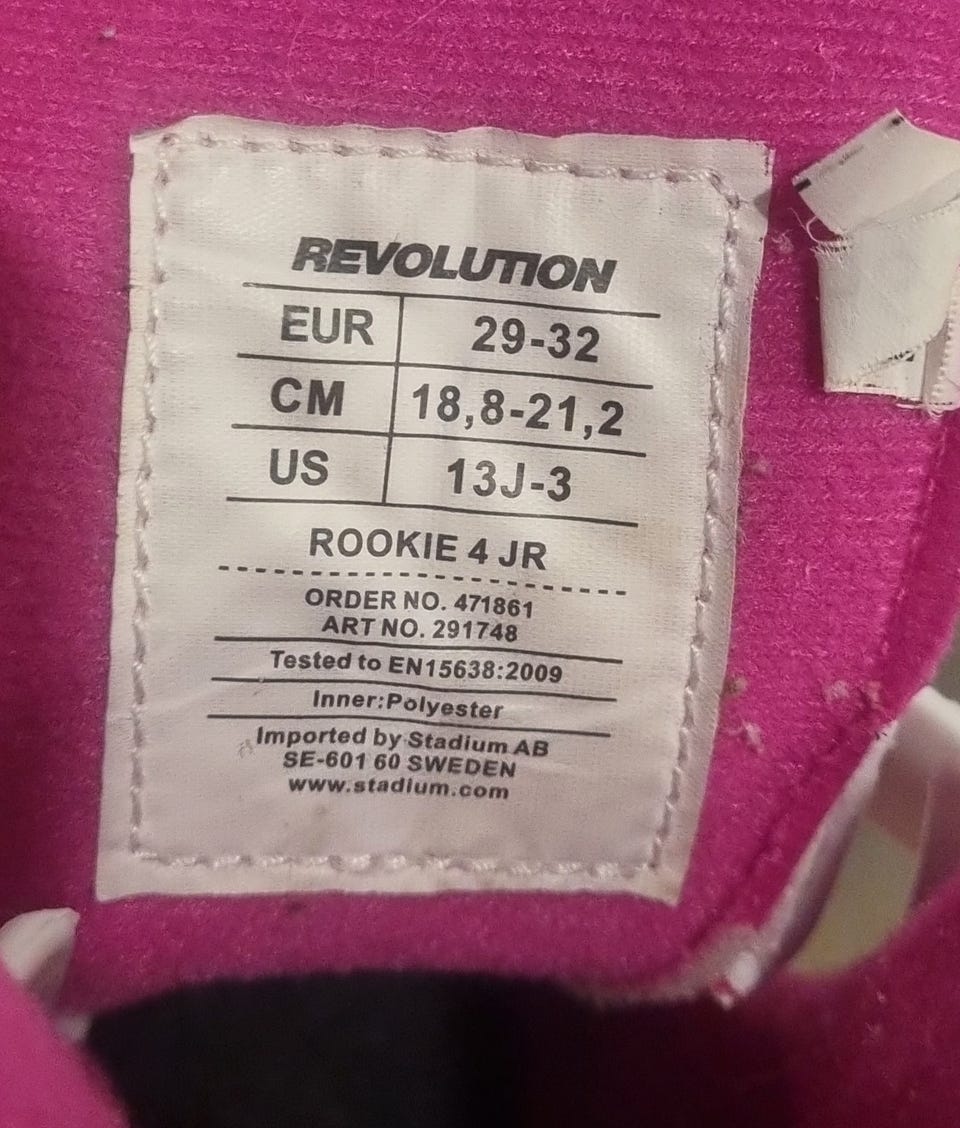 REVOLUTION
EUR 29-32
CM 18,8-21,2
US 13J-3
ROOKIE 4 JR
ORDER NO. 471861
ART NO. 291748
Tested to EN15638:2009
Inner:Polyester
Imported by Stadium AB
SE-601 60 SWEDEN
www.stadium.com